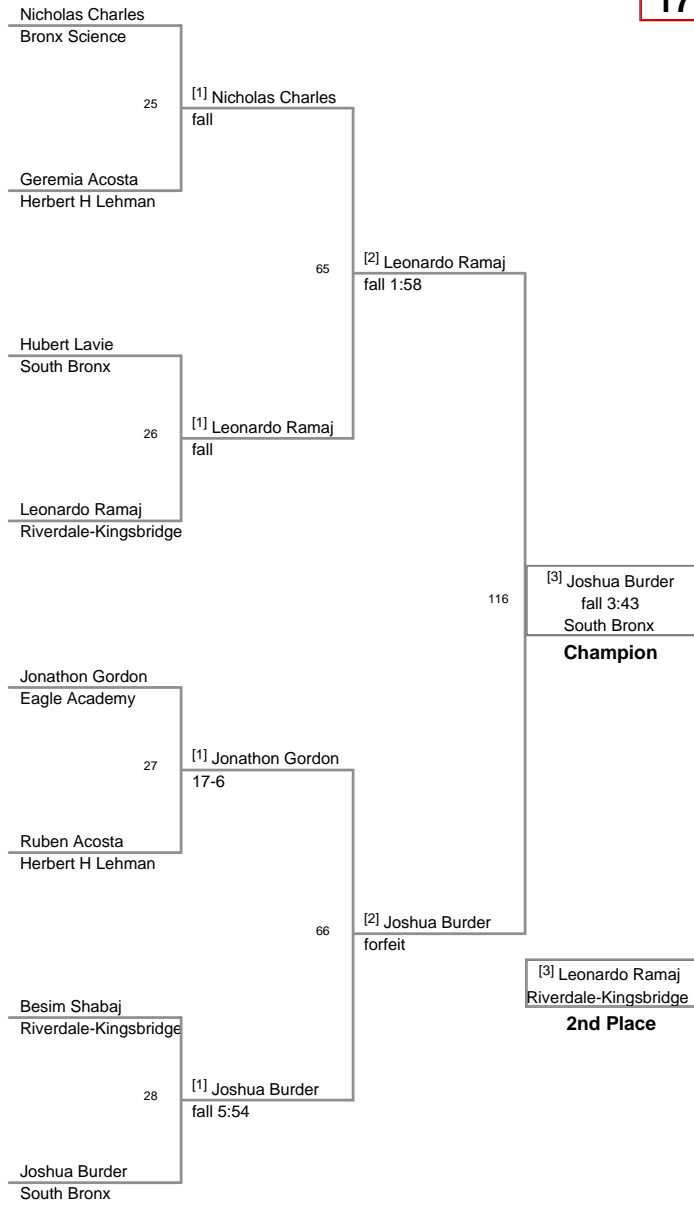 17
Nicholas Charles
Bronx Science
25
[1] Nicholas Charles
fall
Geremia Acosta
Herbert H Lehman
65
[2] Leonardo Ramaj
fall 1:58
Hubert Lavie
South Bronx
26
[1] Leonardo Ramaj
fall
Leonardo Ramaj
Riverdale-Kingsbridge
116
[3] Joshua Burder
fall 3:43
South Bronx
Champion
Jonathon Gordon
Eagle Academy
27
[1] Jonathon Gordon
17-6
Ruben Acosta
Herbert H Lehman
66
[2] Joshua Burder
forfeit
[3] Leonardo Ramaj
Riverdale-Kingsbridge
2nd Place
Besim Shabaj
Riverdale-Kingsbridge
28
[1] Joshua Burder
fall 5:54
Joshua Burder
South Bronx